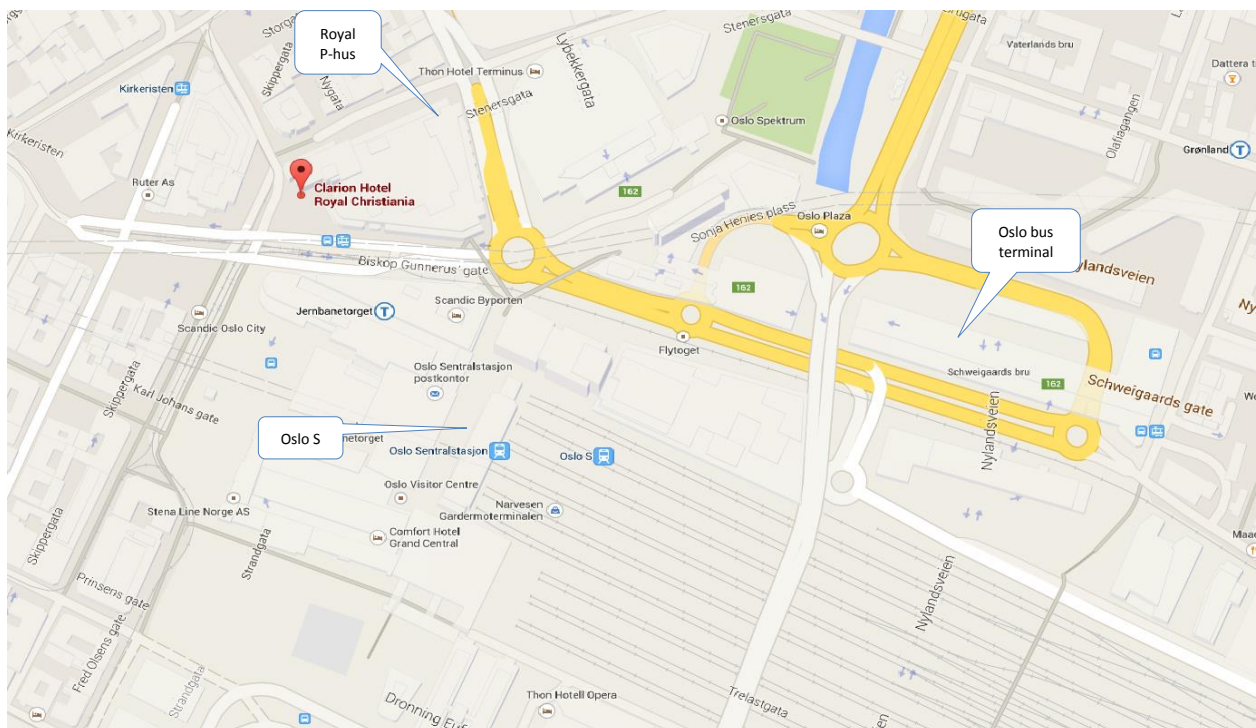 Storgata
Stenersgata
Brugata
Royal
P-hus
Vaterlands bru
Skippergata
Nygata
Lybekkergata
Thon Hotel Terminus
Dattera
Kirkeristen
Stenersgata
Oslo Spektrum
Olafiagangen
Kirkeristen
Grønland
T
Clarion Hotel
Royal Christiania
Ruter As
162
Sonja Henies plass
Oslo Plaza
Oslo bus
terminal
Nylandsveien
Biskop Gunnerus' gate
162
Scandic Byporten
Jernbanetorget
T
Scandic Oslo City
Flytoget
Schweigaards bru
162
Schweigaards gate
Skippergata
Karl Johans gate
Oslo Sentralstasjon
postkontor
Skippergata
Nylandsveien
Oslo S
netorget
Oslo Sentralstasjon
Oslo S
Oslo Visitor Centre
Stena Line Norge AS
Narvesen
Gardermoterminalen
Comfort Hotel
Grand Central
Skippergata
Strandgata
Prinsens gate
Nylandsveien
Fred Olsens gate
Strandgata
Dronning
Thon Hotell Opera
Trelastgata